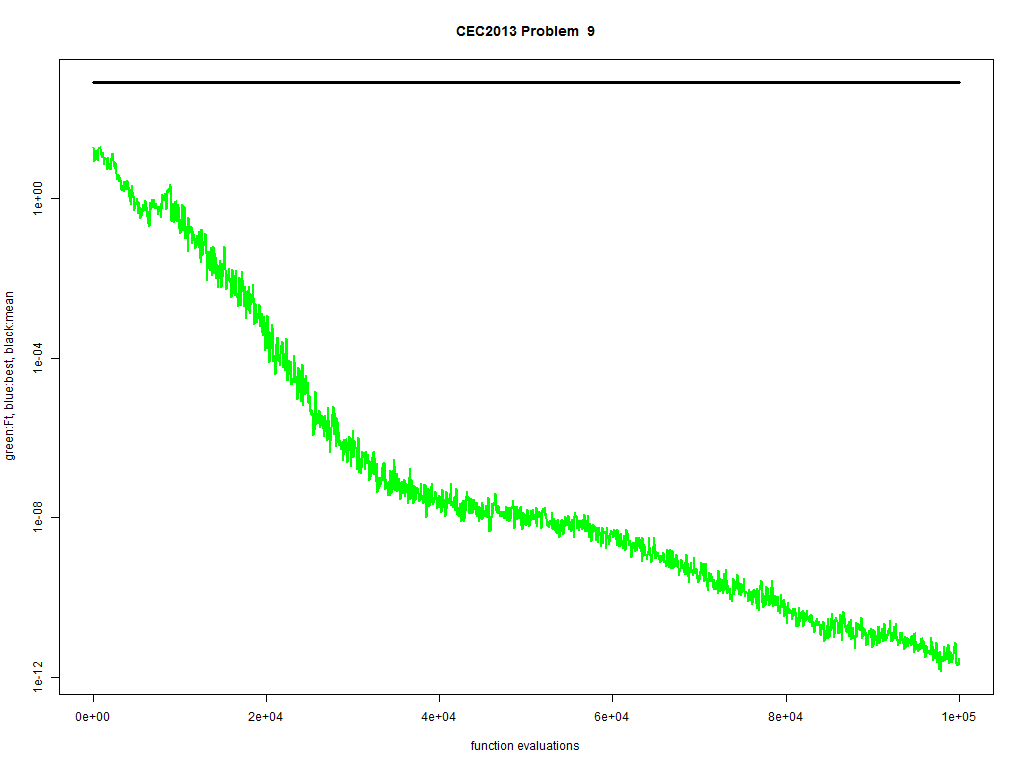 CEC2013 Problem  9
green:Ft, blue:best, black:mean
1e+00
1e-04
1e-08
1e-12
0e+00
2e+04
4e+04
6e+04
8e+04
1e+05
function evaluations